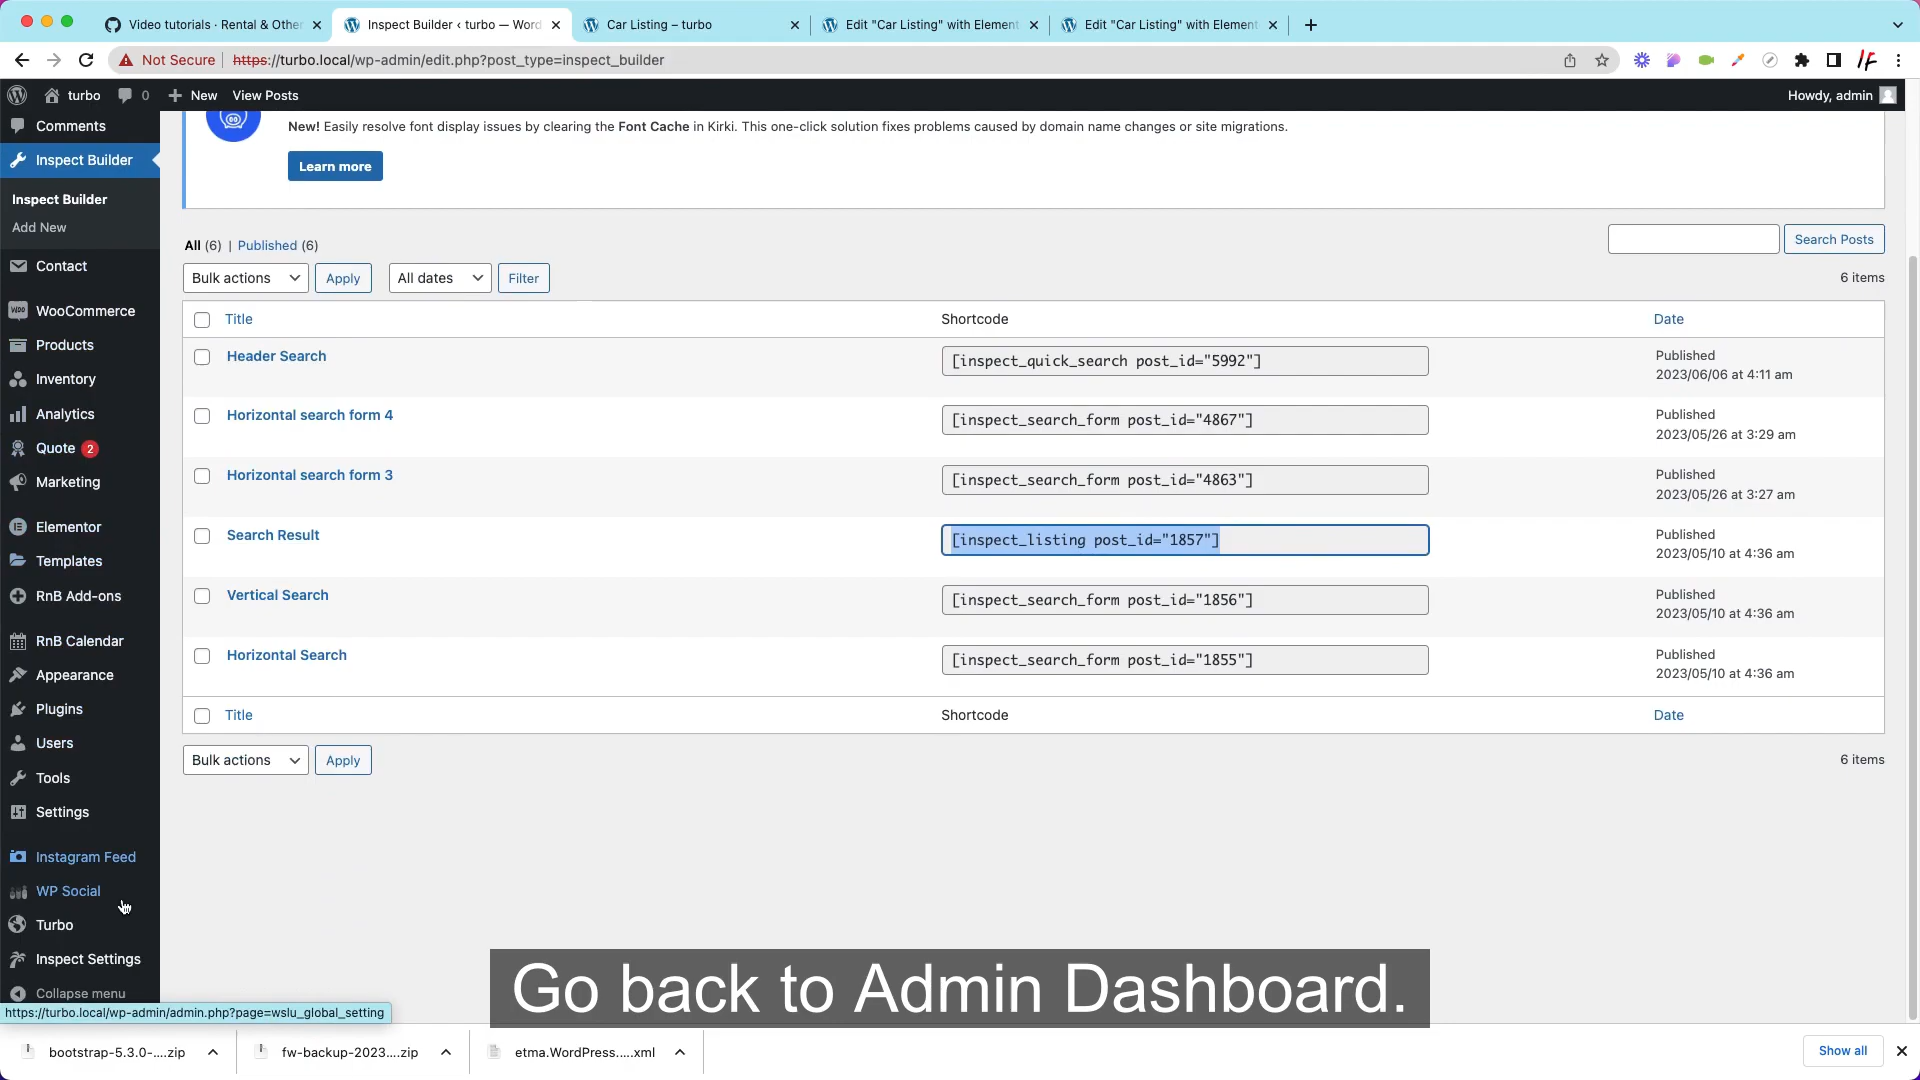 Video tutorials · Rental & Othe
Inspect Builder ‹ turbo — Word
Car Listing – turbo
Edit "Car Listing" with Element
Edit "Car Listing" with Element
Not Secure
https://turbo.local/wp-admin/edit.php?post_type=inspect_builder
turbo
0
New
View Posts
Howdy, admin
Comments
Inspect Builder
Inspect Builder
Add New
Contact
WooCommerce
Products
Inventory
Analytics
Quote 2
Marketing
Elementor
Templates
RnB Add-ons
RnB Calendar
Appearance
Plugins
Users
Tools
Settings
Instagram Feed
WP Social
Turbo
Inspect Settings
Collapse menu
https://turbo.local/wp-admin/admin.php?page=wslu_global_setting
New! Easily resolve font display issues by clearing the Font Cache in Kirki. This one-click solution fixes problems caused by domain name changes or site migrations.
Learn more
All (6) | Published (6)
Search Posts
Bulk actions
Apply
All dates
Filter
6 items
Title
Shortcode
Date
Header Search
[inspect_quick_search post_id="5992"]
Published
2023/06/06 at 4:11 am
Horizontal search form 4
[inspect_search_form post_id="4867"]
Published
2023/05/26 at 3:29 am
Horizontal search form 3
[inspect_search_form post_id="4863"]
Published
2023/05/26 at 3:27 am
Search Result
[inspect_listing post_id="1857"]
Published
2023/05/10 at 4:36 am
Vertical Search
[inspect_search_form post_id="1856"]
Published
2023/05/10 at 4:36 am
Horizontal Search
[inspect_search_form post_id="1855"]
Published
2023/05/10 at 4:36 am
Title
Shortcode
Date
Bulk actions
Apply
6 items
Go back to Admin Dashboard.
bootstrap-5.3.0-....zip
fw-backup-2023....zip
etma.WordPress.....xml
Show all